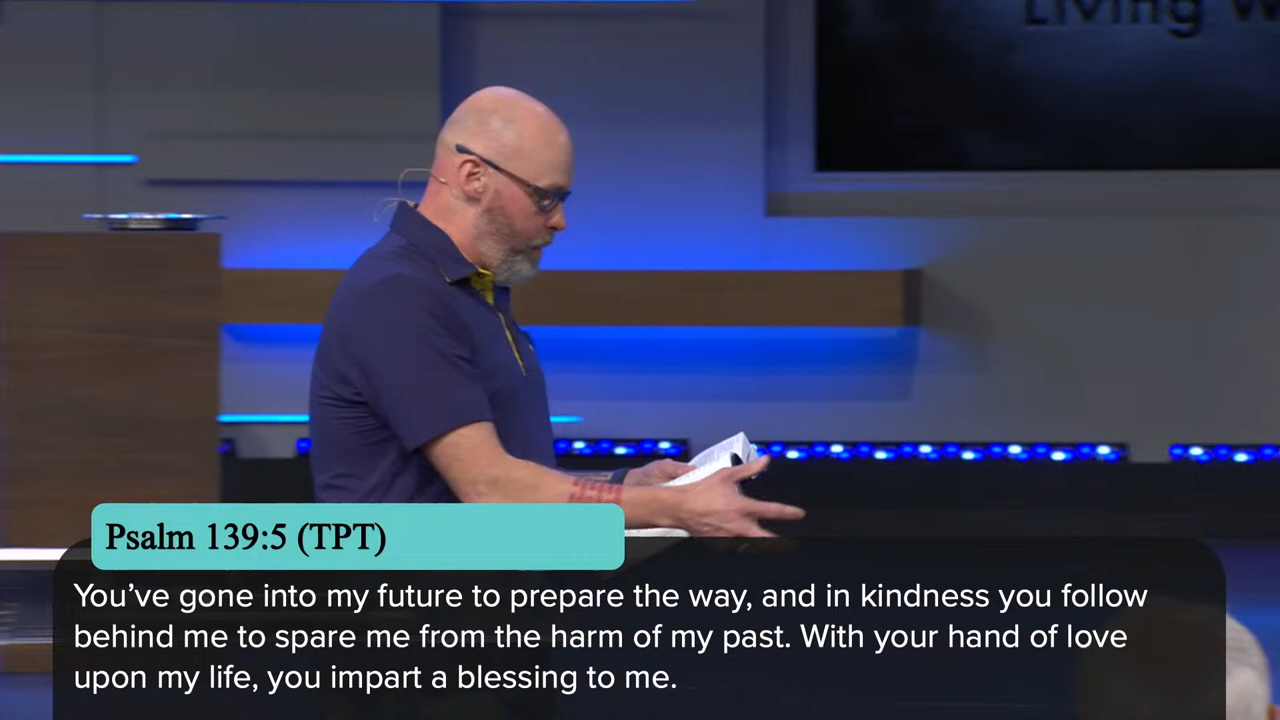 Living W
Psalm 139:5 (TPT)
You’ve gone into my future to prepare the way, and in kindness you follow
behind me to spare me from the harm of my past. With your hand of love
upon my life, you impart a blessing to me.